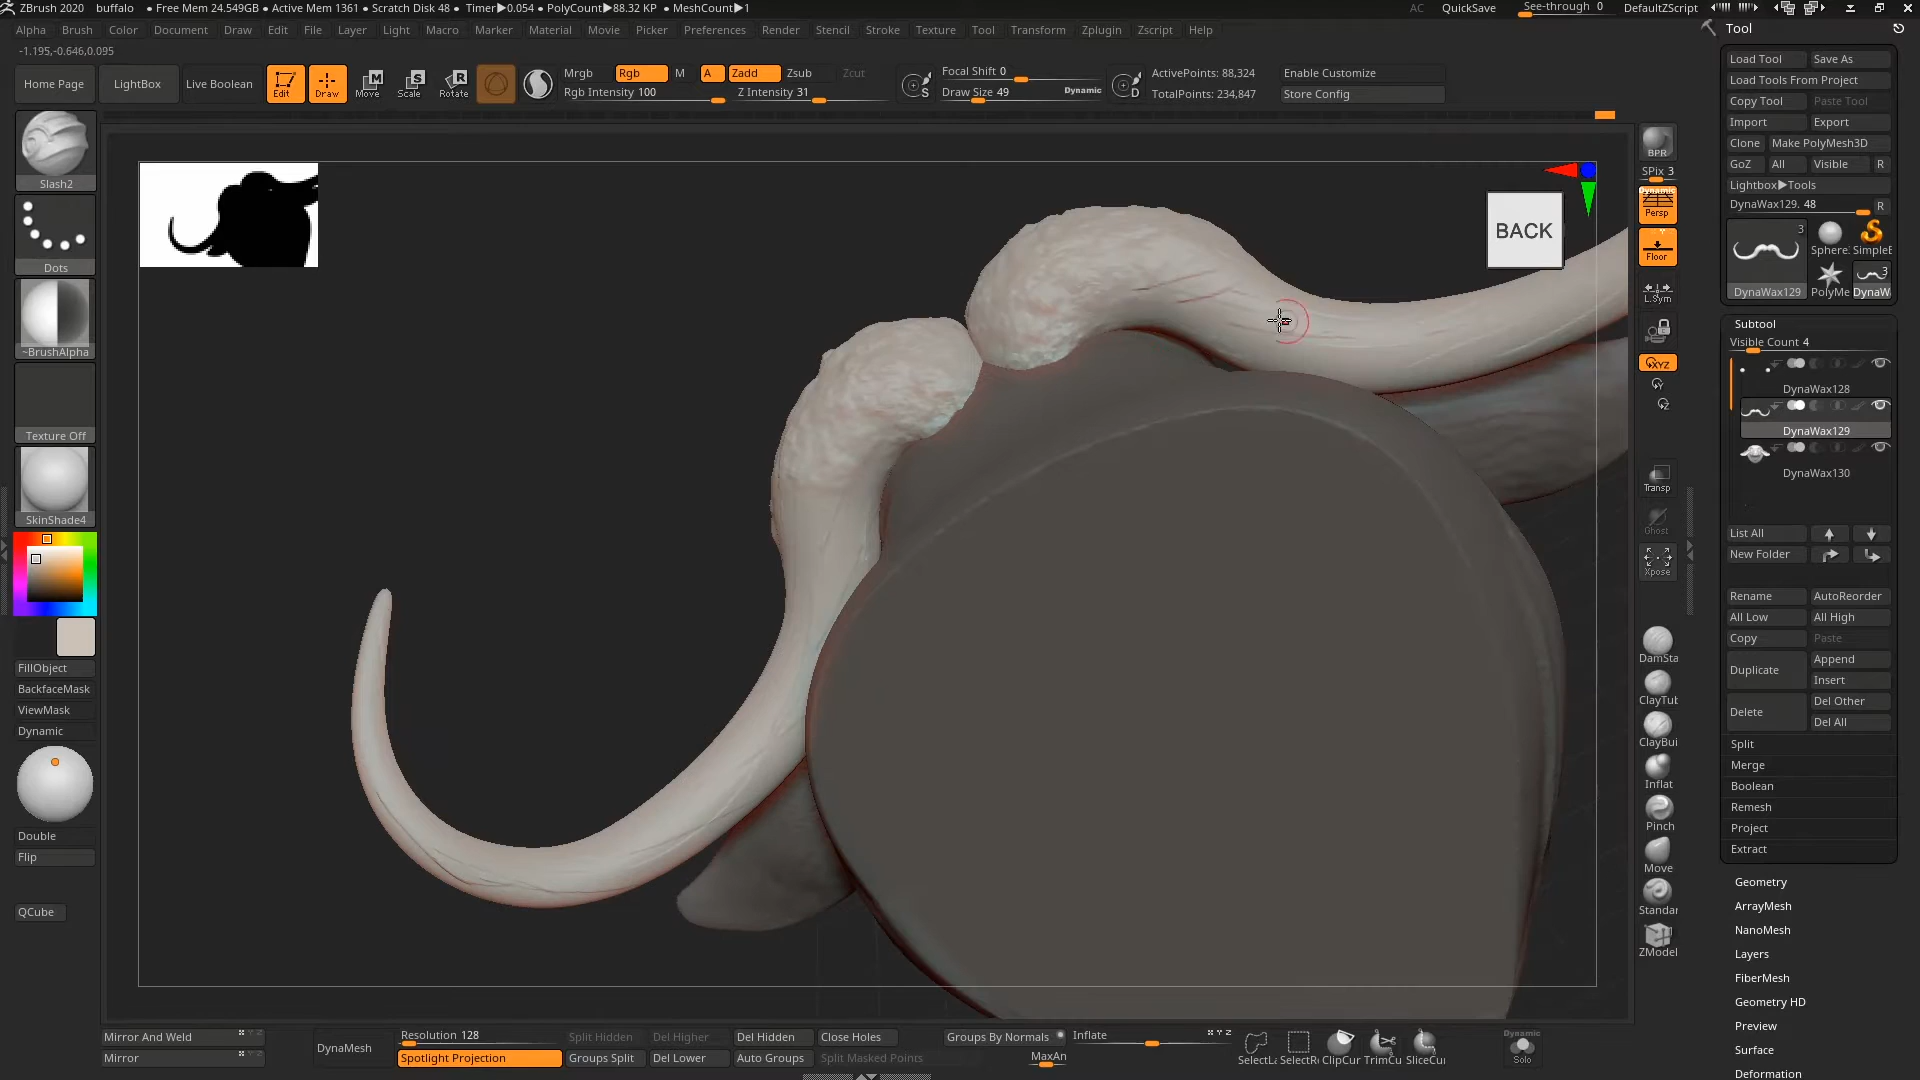 ZBrush 2020 buffalo • Free Mem 24.549GB • Active Mem 1361 • Scratch Disk 48 • Timer▶0.054 • PolyCount▶88.32 KP • MeshCount▶1 AC QuickSave See-through 0 DefaultZScript
Alpha Brush Color Document Draw Edit File Layer Light Macro Marker Material Movie Picker Preferences Render Stencil Stroke Texture Tool Transform Zplugin Zscript Help
-1.195,-0.646,0.095
Home Page LightBox Live Boolean Edit Draw Move Scale Rotate
M S R
Mrgb Rgb M A Zadd Zsub Zcut
Rgb Intensity 100 Z Intensity 31
S Focal Shift 0
Draw Size 49 Dynamic
D ActivePoints: 88,324
TotalPoints: 234,847
Enable Customize
Store Config
Slash2
Dots
~BrushAlpha
Texture Off
SkinShade4
FillObject
BackfaceMask
ViewMask
Dynamic
Double
Flip
QCube
BACK
BPR
SPix 3
Dynamic
Persp
Floor
L.Sym
XYZ
Y
Z
Transp
Ghost
Xpose
DamSta
ClayTub
ClayBui
Inflat
Pinch
Move
Standar
ZModel
Tool
Load Tool Save As
Load Tools From Project
Copy Tool Paste Tool
Import Export
Clone Make PolyMesh3D
GoZ All Visible R
Lightbox▶Tools
DynaWax129. 48 R
3
Sphere: SimpleE
3
DynaWax129 PolyMe DynaW
Subtool
Visible Count 4
DynaWax128
DynaWax129
DynaWax130
List All
New Folder
Rename AutoReorder
All Low All High
Copy Paste
Duplicate Append
Insert
Delete Del Other
Del All
Split
Merge
Boolean
Remesh
Project
Extract
Geometry
ArrayMesh
NanoMesh
Layers
FiberMesh
Geometry HD
Preview
Surface
Deformation
Mirror And Weld
Mirror
DynaMesh
Resolution 128
Spotlight Projection
Split Hidden Del Higher Del Hidden Close Holes
Groups Split Del Lower Auto Groups Split Masked Points
Groups By Normals
MaxAn
Inflate
SelectLa SelectRe ClipCur TrimCu SliceCur
Dynamic
Solo